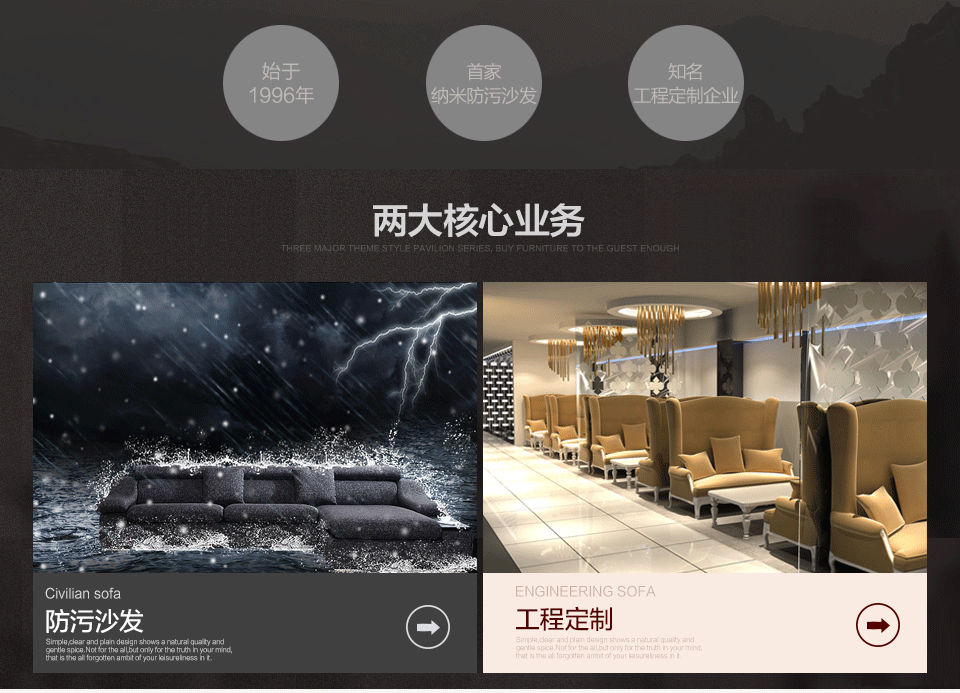 始于
1996年
首家
纳米防污沙发
知名
工程定制企业
两大核心业务
THREE MAJOR THEME STYLE PAVILION SERIES, BUY FURNITURE TO THE GUEST ENOUGH
Civilian sofa
防污沙发
Simple,clear and plain design shows a natural quality and
gentle spice.Not for the all,but only for the truth in your mind,
that is the all forgotten ambit of your leisureliness in it.
ENGINEERING SOFA
工程定制
Simple,clear and plain design shows a natural quality and
gentle spice.Not for the all,but only for the truth in your mind,
that is the all forgotten ambit of your leisureliness in it.